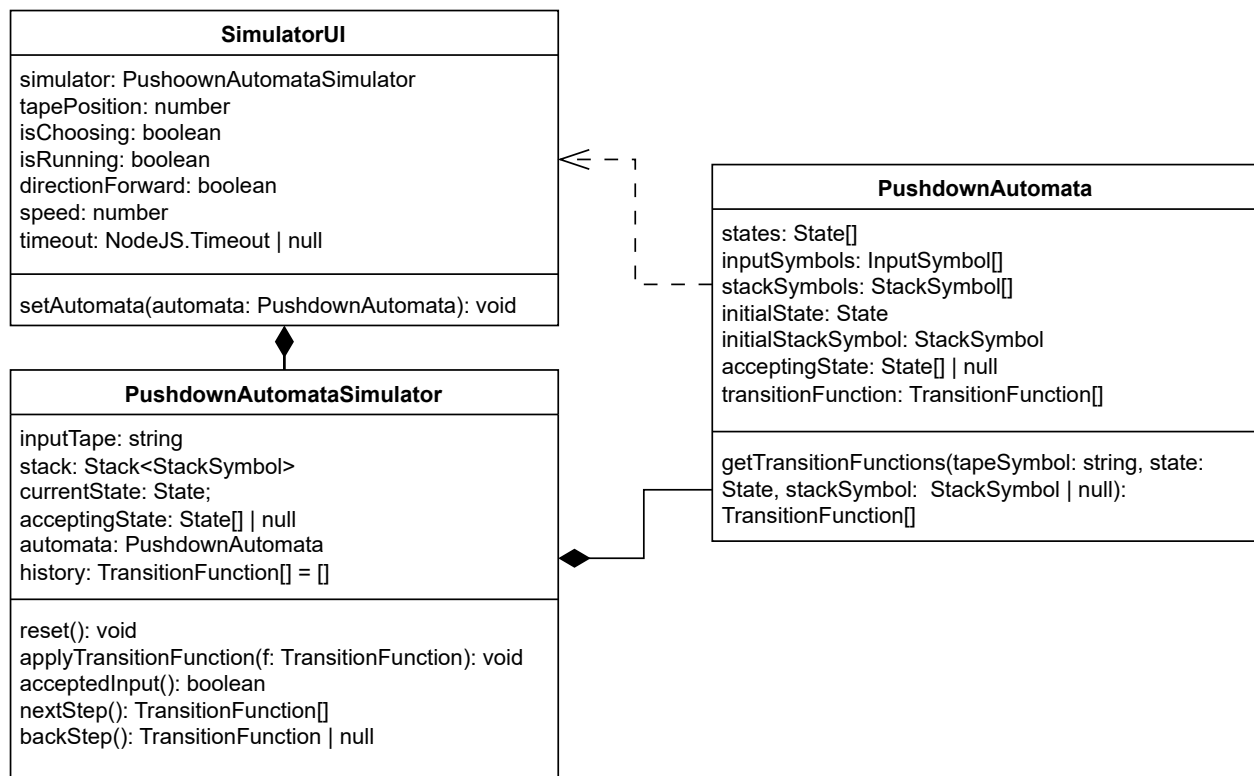 SimulatorUI
simulator: PushoownAutomataSimulator
tapePosition: number
isChoosing: boolean
isRunning: boolean
directionForward: boolean
speed: number
timeout: NodeJS.Timeout | null
setAutomata(automata: PushdownAutomata): void
PushdownAutomataSimulator
inputTape: string
stack: Stack<StackSymbol>
currentState: State;
acceptingState: State[] | null
automata: PushdownAutomata
history: TransitionFunction[] = []
reset(): void
applyTransitionFunction(f: TransitionFunction): void
acceptedInput(): boolean
nextStep(): TransitionFunction[]
backStep(): TransitionFunction | null
PushdownAutomata
states: State[]
inputSymbols: InputSymbol[]
stackSymbols: StackSymbol[]
initialState: State
initialStackSymbol: StackSymbol
acceptingState: State[] | null
transitionFunction: TransitionFunction[]
getTransitionFunctions(tapeSymbol: string, state:
State, stackSymbol:  StackSymbol | null):
TransitionFunction[]